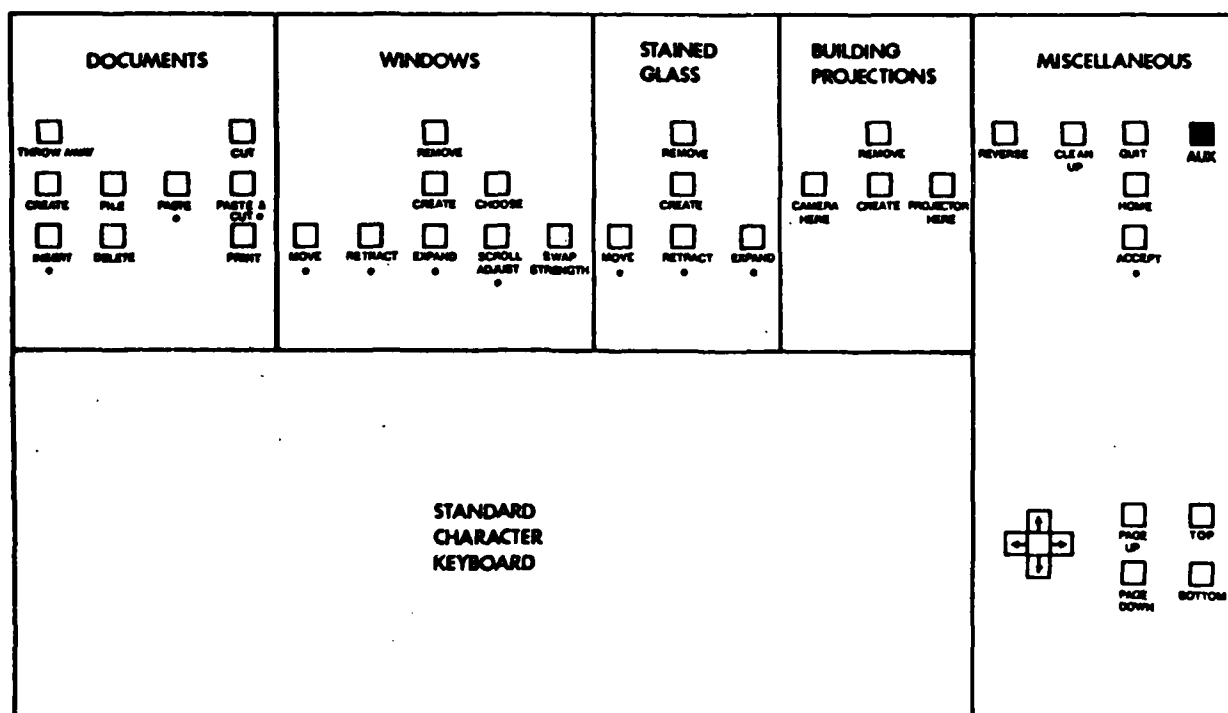 DOCUMENTS
THROW AWAY
CUT
CREATE
FILE
PASTE
PASTE &
CUT
INSERT
DELETE
PRINT
WINDOWS
REMOVE
CREATE
CHOOSE
MOVE
RETRACT
EXPAND
SCROLL
ADJUST
SWAP
STRENGTH
STAINED
GLASS
REMOVE
CREATE
MOVE
RETRACT
EXPAND
BUILDING
PROJECTIONS
REMOVE
CAMERA
HERE
CREATE
PROJECTOR
HERE
MISCELLANEOUS
REVERSE
CLEAN
UP
QUIT
AUX
HOME
ACCEPT
STANDARD
CHARACTER
KEYBOARD
PAGE
UP
TOP
PAGE
DOWN
BOTTOM